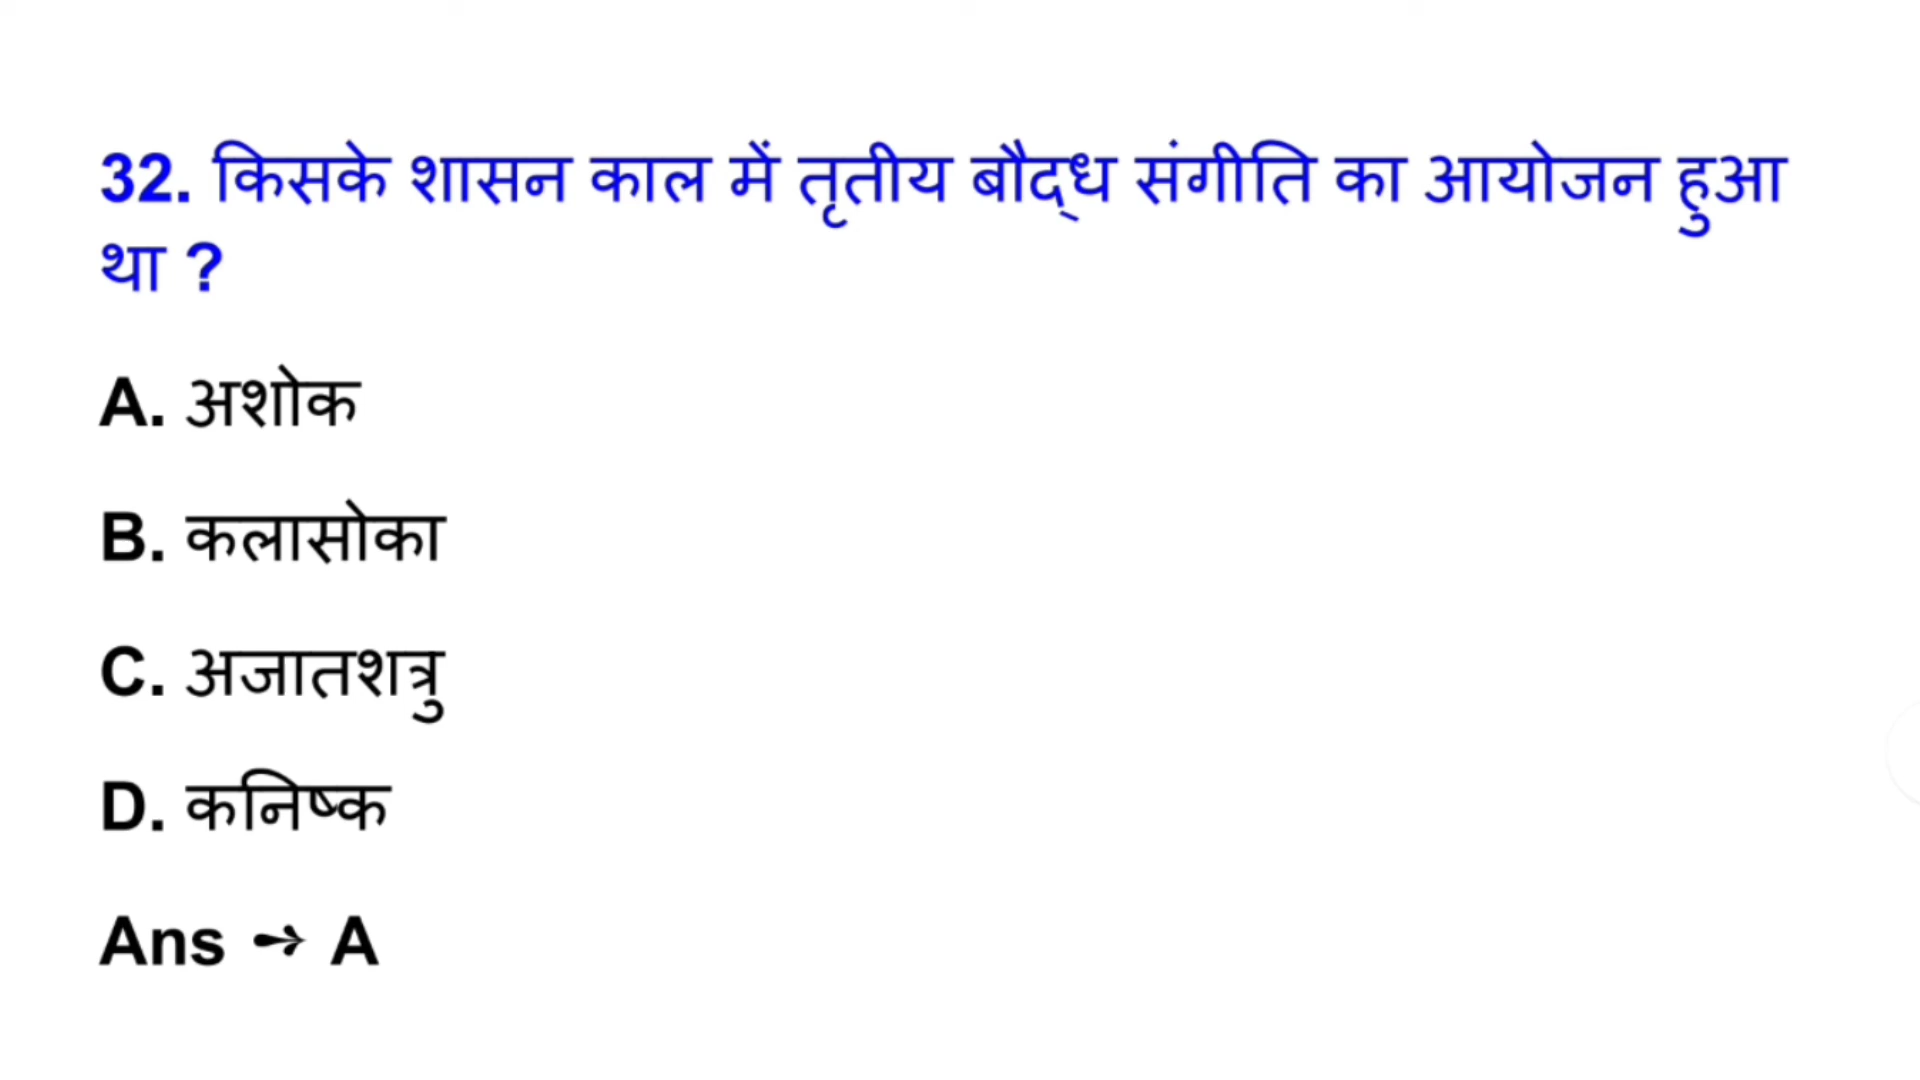 32. किसके शासन काल में तृतीय बौद्ध संगीति का आयोजन हुआ
था ?
A. अशोक
B. कलासोका
C. अजातशत्रु
D. कनिष्क
Ans ➺ A